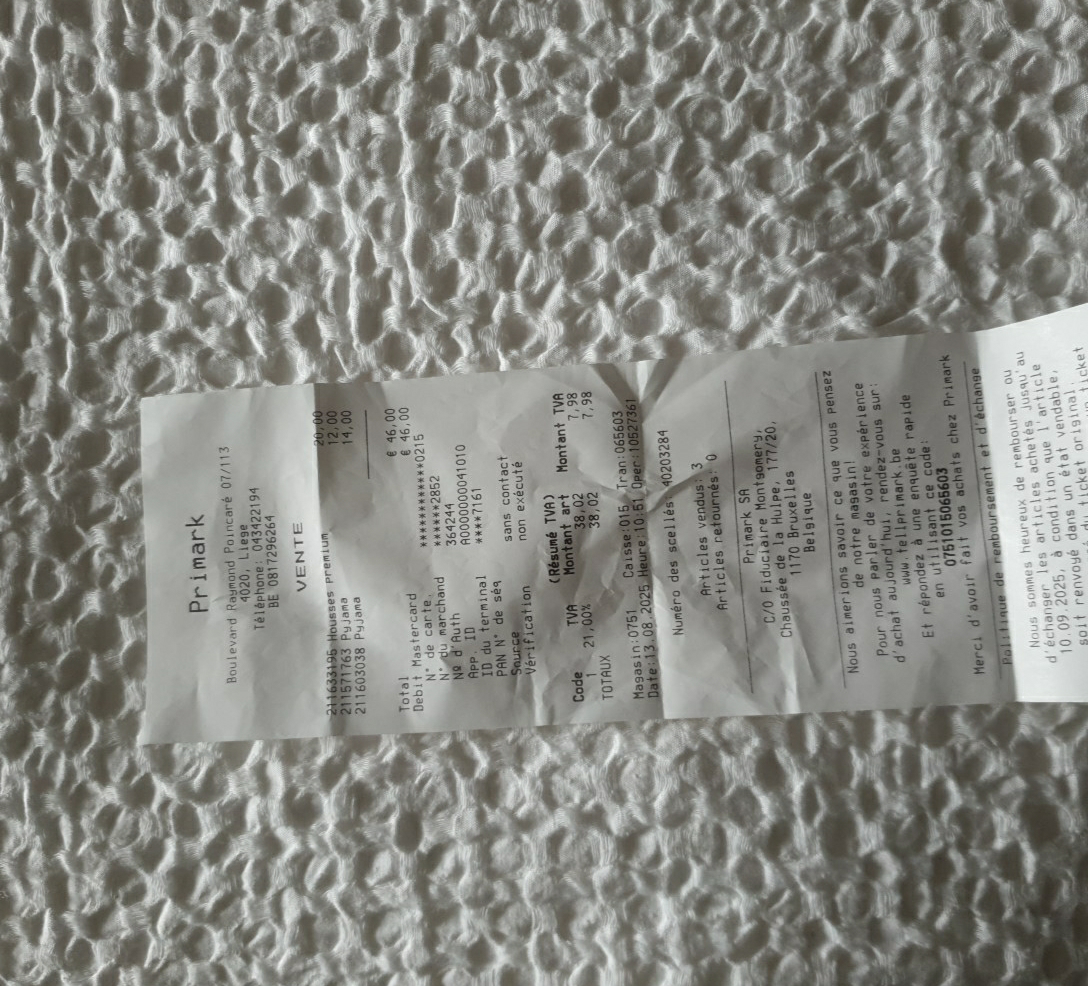 Primark
Boulevard Raymond Poincaré 07/113
4020, Liege
Téléphone: 043422194
BE 0817296264
VENTE
211633195 Housses Premium 20,00
211571763 Pyjama 12,00
211603038 Pyjama 14,00
Total € 46,00
Debit Mastercard € 46,00
N° de carte. ************0215
N° du marchand ******2852
Nº d'Auth 364244
APP. ID A0000000041010
ID du terminal ****7161
PAN N° de séq
Source sans contact
Vérification non exécuté
(Résumé TVA)
Code TVA Montant art Montant TVA
1 21,00% 38,02 7,98
TOTAUX 38,02 7,98
Magasin:0751 Caisse:015 Tran:065603
Date:13.08.2025 Heure:10:51 Oper:10527361
Numéro des scellés 40203284
Articles vendus: 3
Articles retournés: 0
Primark SA
C/O Fiduciaire Montgomery,
Chaussée de la Hulpe, 177/20,
1170 Bruxelles
Belgique
Nous aimerions savoir ce que vous pensez
de notre magasin!
Pour nous parler de votre expérience
d'achat aujourd'hui, rendez-vous sur:
www.tellprimark.be
Et répondez à une enquête rapide
en utilisant ce code:
075101506560​3
Merci d'avoir fait vos achats chez Primark
Politique de remboursement et d'échange
Nous sommes heureux de rembourser ou
d'échanger les articles achetés jusqu'au
10.09.2025, à condition que l'article
soit renvoyé dans un état vendable,
ticket original.